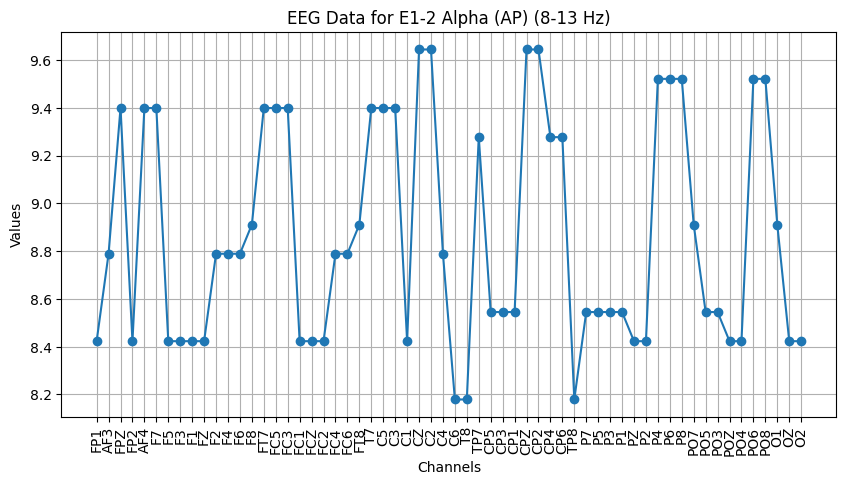 EEG Data for E1-2 Alpha (AP) (8-13 Hz)
Values
9.6
9.4
9.2
9.0
8.8
8.6
8.4
8.2
FP1 AF3 FPZ FP2 AF4 F7 F5 F3 F1 FZ F2 F4 F6 F8 FT7 FC5 FC3 FC1 FCZ FC2 FC4 FC6 FT8 T7 C5 C3 C1 CZ C2 C4 C6 T8 TP7 CP5 CP3 CP1 CPZ CP2 CP4 CP6 TP8 P7 P5 P3 P1 PZ P2 P4 P6 P8 PO7 PO5 PO3 POZ PO4 PO6 PO8 O1 OZ O2
Channels